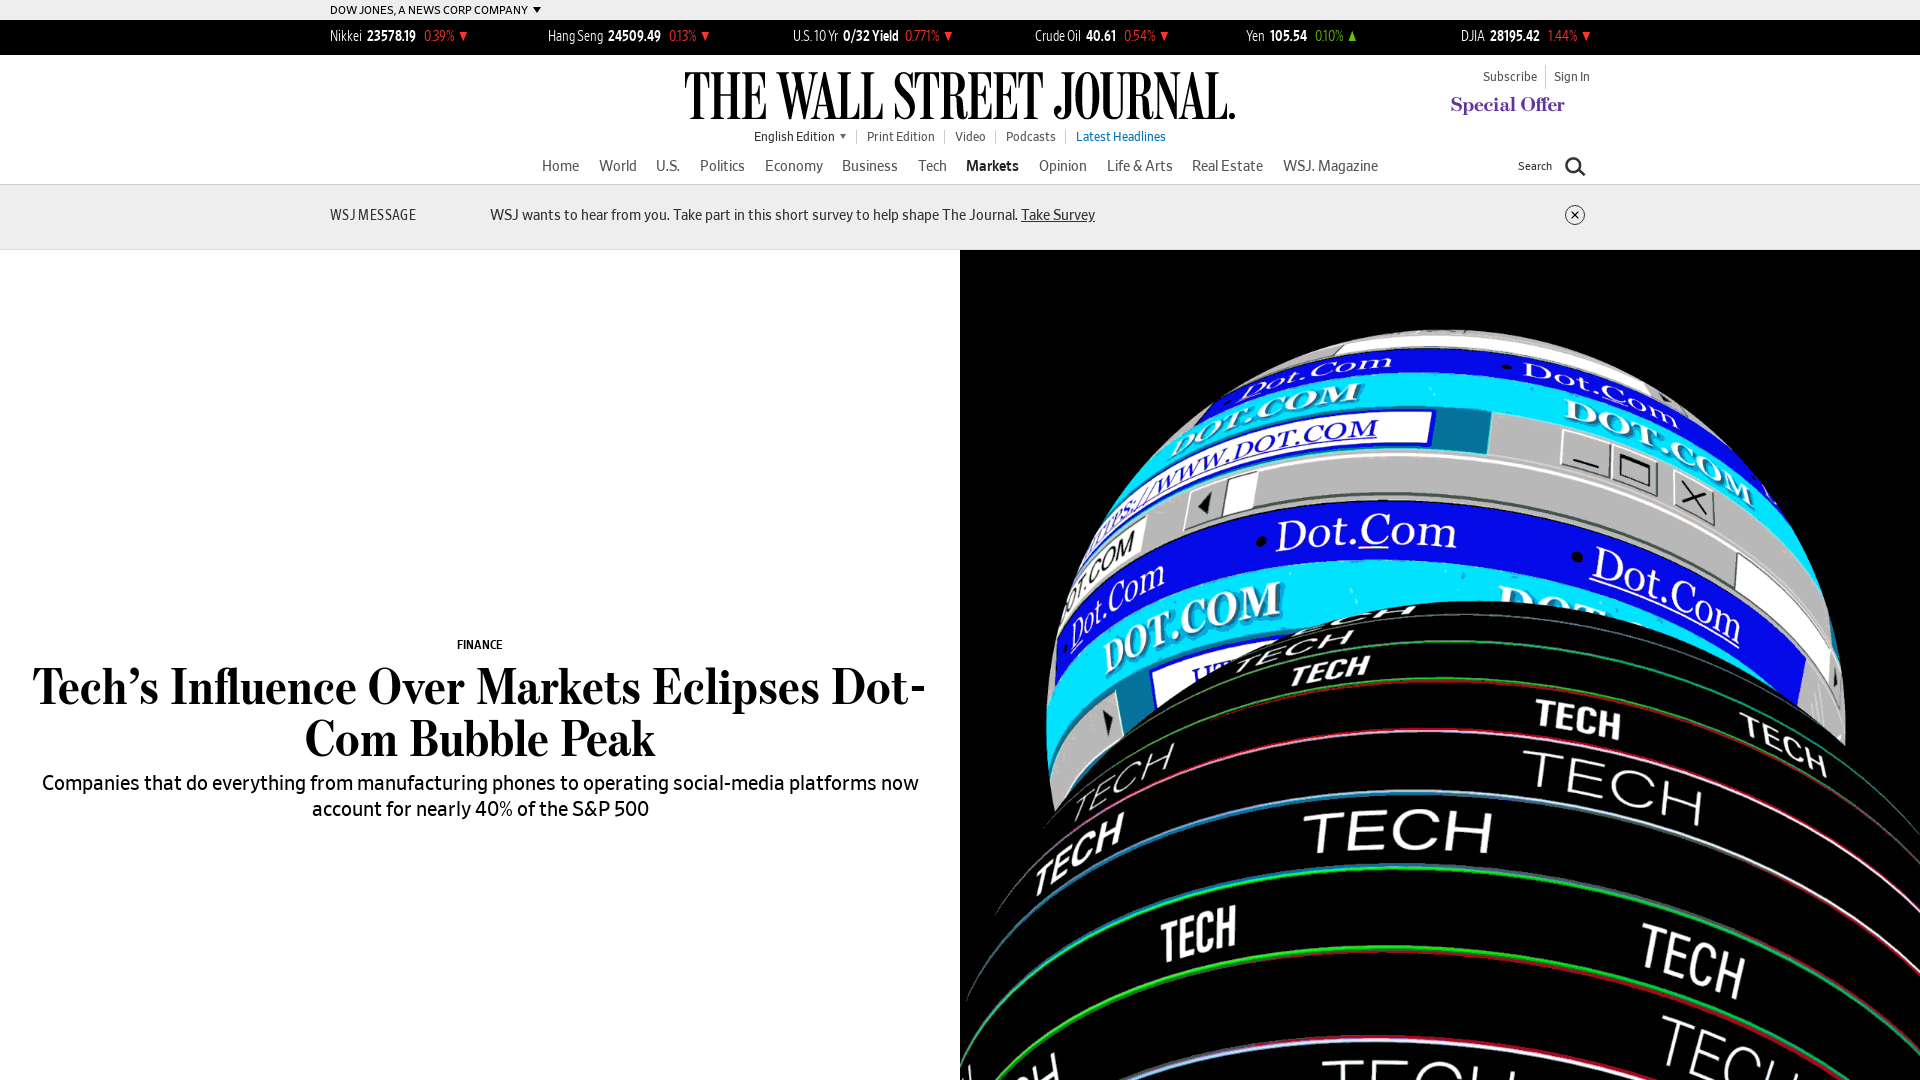 DOW JONES, A NEWS CORP COMPANY
Nikkei 23578.19 0.39% Hang Seng 24509.49 0.13% U.S. 10 Yr 0/32 Yield 0.771% Crude Oil 40.61 0.54% Yen 105.54 0.10% DJIA 28195.42 1.44%
Subscribe Sign In
THE WALL STREET JOURNAL.
Special Offer
English Edition Print Edition Video Podcasts Latest Headlines
Home World U.S. Politics Economy Business Tech Markets Opinion Life & Arts Real Estate WSJ. Magazine Search
WSJ MESSAGE WSJ wants to hear from you. Take part in this short survey to help shape The Journal. Take Survey
FINANCE
Tech’s Influence Over Markets Eclipses Dot-
Com Bubble Peak
Companies that do everything from manufacturing phones to operating social-media platforms now
account for nearly 40% of the S&P 500
Dot.Com Dot.Com
DOT.COM DOT.COM
https://WWW.DOT.COM
DOT.COM
Dot.Com Dot.Com Dot.Com
DOT.COM DOT.
TECH
TECH
TECH TECH
TECH TECH
TECH TECH
TECH TECH
TECH
TECH